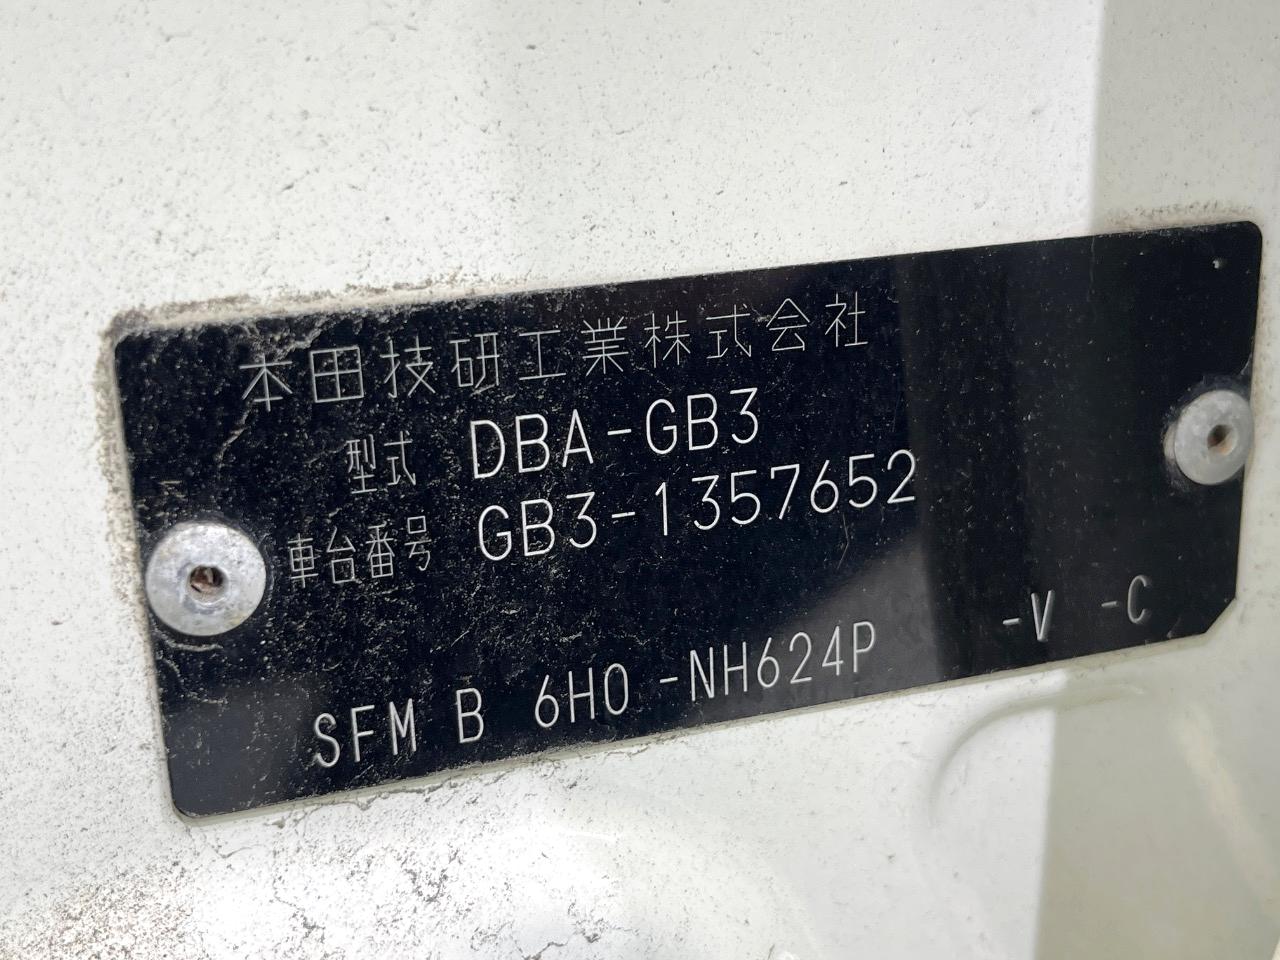 本田技研工業株式会社
型式 DBA-GB3
車台番号 GB3-1357652
SFM B 6H0 -NH624P -V -C